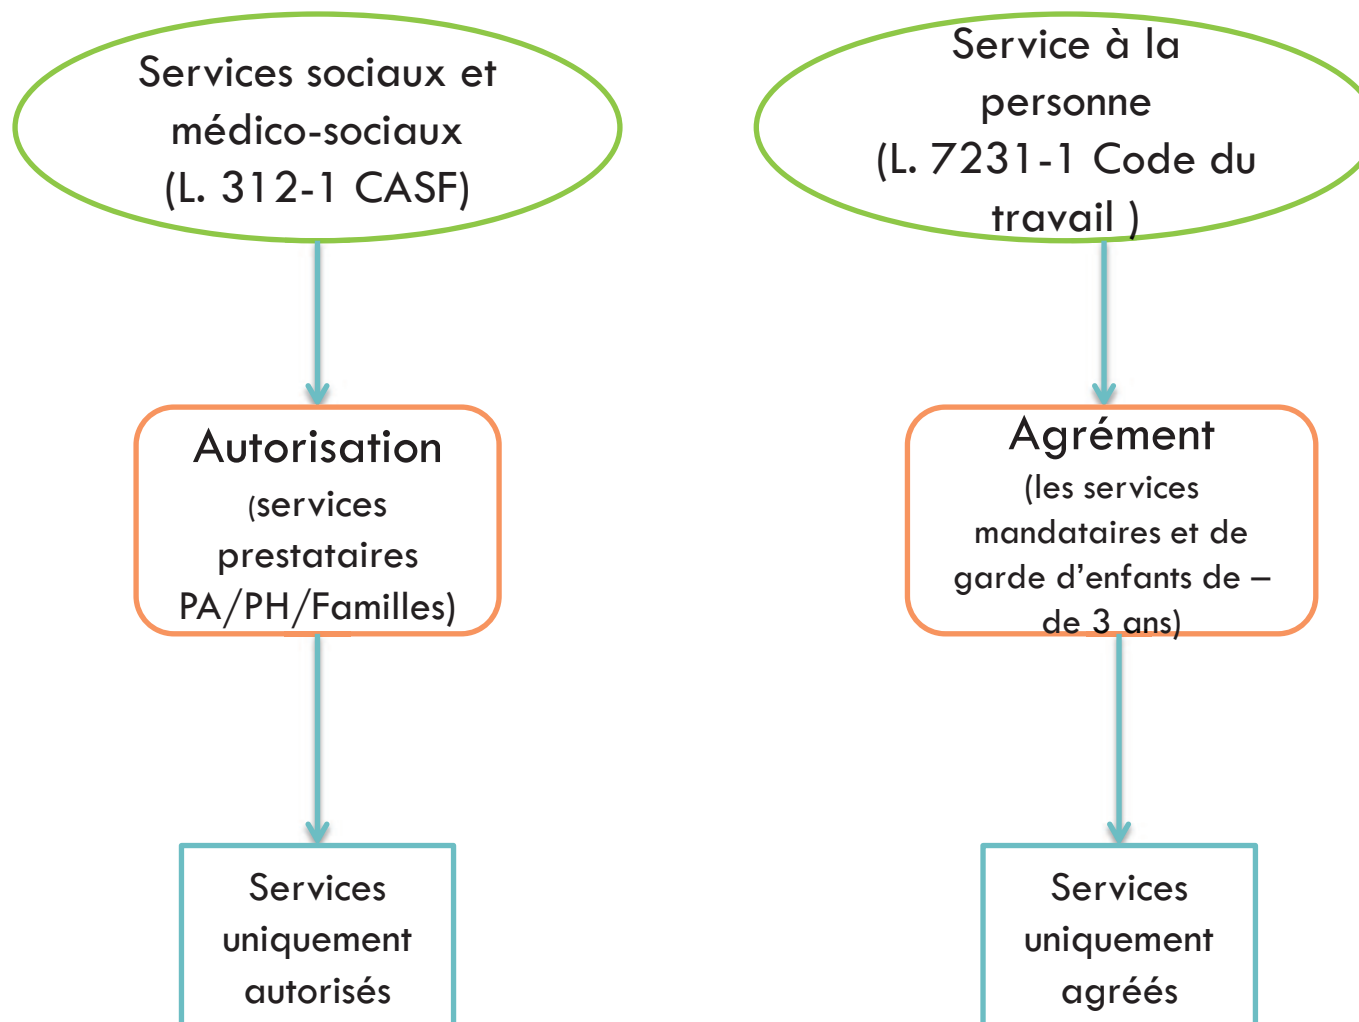 Services sociaux et
médico-sociaux
(L. 312-1 CASF)
Service à la
personne
(L. 7231-1 Code du
travail )
Autorisation
(services
prestataires
PA/PH/Familles)
Agrément
(les services
mandataires et de
garde d’enfants de –
de 3 ans)
Services
uniquement
autorisés
Services
uniquement
agréés